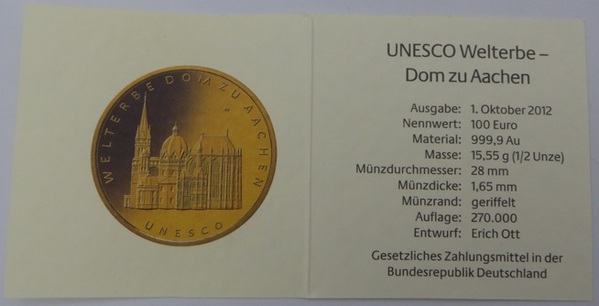 WELTERBE DOM ZU AACHEN
UNESCO
UNESCO Welterbe –
Dom zu Aachen
Ausgabe: 1. Oktober 2012
Nennwert: 100 Euro
Material: 999,9 Au
Masse: 15,55 g (1/2 Unze)
Münzdurchmesser: 28 mm
Münzdicke: 1,65 mm
Münzrand: geriffelt
Auflage: 270.000
Entwurf: Erich Ott
Gesetzliches Zahlungsmittel in der
Bundesrepublik Deutschland